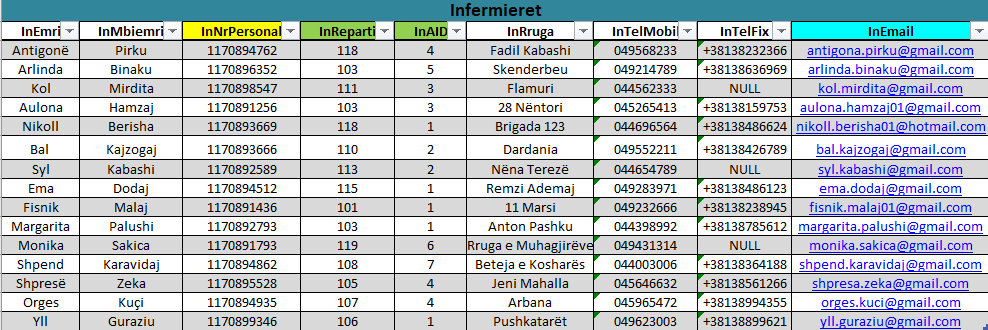 Infermieret
InEmri InMbiemri InNrPersonal InReparti InAID InRruga InTelMobil InTelFix InEmail
Antigonë Pirku 1170894762 118 4 Fadil Kabashi 049568233 +38138232366 antigona.pirku@gmail.com
Arlinda Binaku 1170896352 103 5 Skenderbeu 049214789 +38138636969 arlinda.binaku@gmail.com
Kol Mirdita 1170898547 111 3 Flamuri 044562333 NULL kol.mirdita@gmail.com
Aulona Hamzaj 1170891256 103 3 28 Nëntori 045265413 +38138159753 aulona.hamzaj01@gmail.com
Nikoll Berisha 1170893669 118 1 Brigada 123 044696564 +38138486624 nikoll.berisha01@hotmail.com
Bal Kajzogaj 1170893666 110 2 Dardania 049552211 +38138426789 bal.kajzogaj@gmail.com
Syl Kabashi 1170892589 113 2 Nëna Terezë 044654789 NULL syl.kabashi@gmail.com
Ema Dodaj 1170894512 115 1 Remzi Ademaj 049283971 +38138486123 ema.dodaj@gmail.com
Fisnik Malaj 1170891436 101 1 11 Marsi 049232666 +38138238945 fisnik.malaj01@gmail.com
Margarita Palushi 1170892793 103 1 Anton Pashku 044398992 +38138785612 margarita.palushi@gmail.com
Monika Sakica 1170891793 119 6 Rruga e Muhagjirëve 049431314 NULL monika.sakica@gmail.com
Shpend Karavidaj 1170894862 108 7 Beteja e Kosharës 044003006 +38138364188 shpend.karavidaj@gmail.com
Shpresë Zeka 1170895528 105 4 Jeni Mahalla 045646632 +38138561266 shpresa.zeka@gmail.com
Orges Kuçi 1170894935 107 4 Arbana 045965472 +38138994355 orges.kuci@gmail.com
Yll Guraziu 1170899346 106 1 Pushkatarët 049623003 +38138899621 yll.guraziu@gmail.com